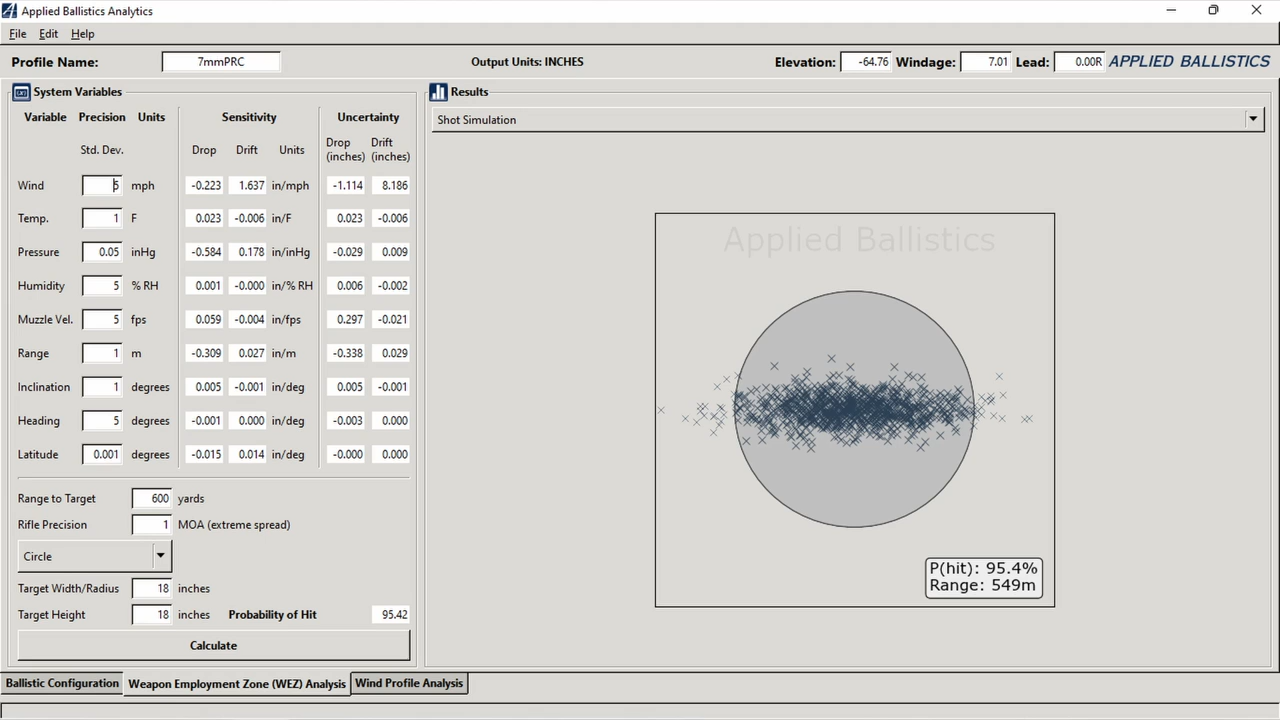 Applied Ballistics Analytics
File Edit Help
Profile Name: 7mmPRC Output Units: INCHES Elevation: -64.76 Windage: 7.01 Lead: 0.00R APPLIED BALLISTICS
System Variables
Variable Precision Units Sensitivity Uncertainty
Std. Dev. Drop Drift Units Drop (inches) Drift (inches)
Wind 5 mph -0.223 1.637 in/mph -1.114 8.186
Temp. 1 F 0.023 -0.006 in/F 0.023 -0.006
Pressure 0.05 inHg -0.584 0.178 in/inHg -0.029 0.009
Humidity 5 % RH 0.001 -0.000 in/% RH 0.006 -0.002
Muzzle Vel. 5 fps 0.059 -0.004 in/fps 0.297 -0.021
Range 1 m -0.309 0.027 in/m -0.338 0.029
Inclination 1 degrees 0.005 -0.001 in/deg 0.005 -0.001
Heading 5 degrees -0.001 0.000 in/deg -0.003 0.000
Latitude 0.001 degrees -0.015 0.014 in/deg -0.000 0.000
Range to Target 600 yards
Rifle Precision 1 MOA (extreme spread)
Circle
Target Width/Radius 18 inches
Target Height 18 inches Probability of Hit 95.42
Calculate
Results
Shot Simulation
Applied Ballistics
P(hit): 95.4%
Range: 549m
Ballistic Configuration Weapon Employment Zone (WEZ) Analysis Wind Profile Analysis